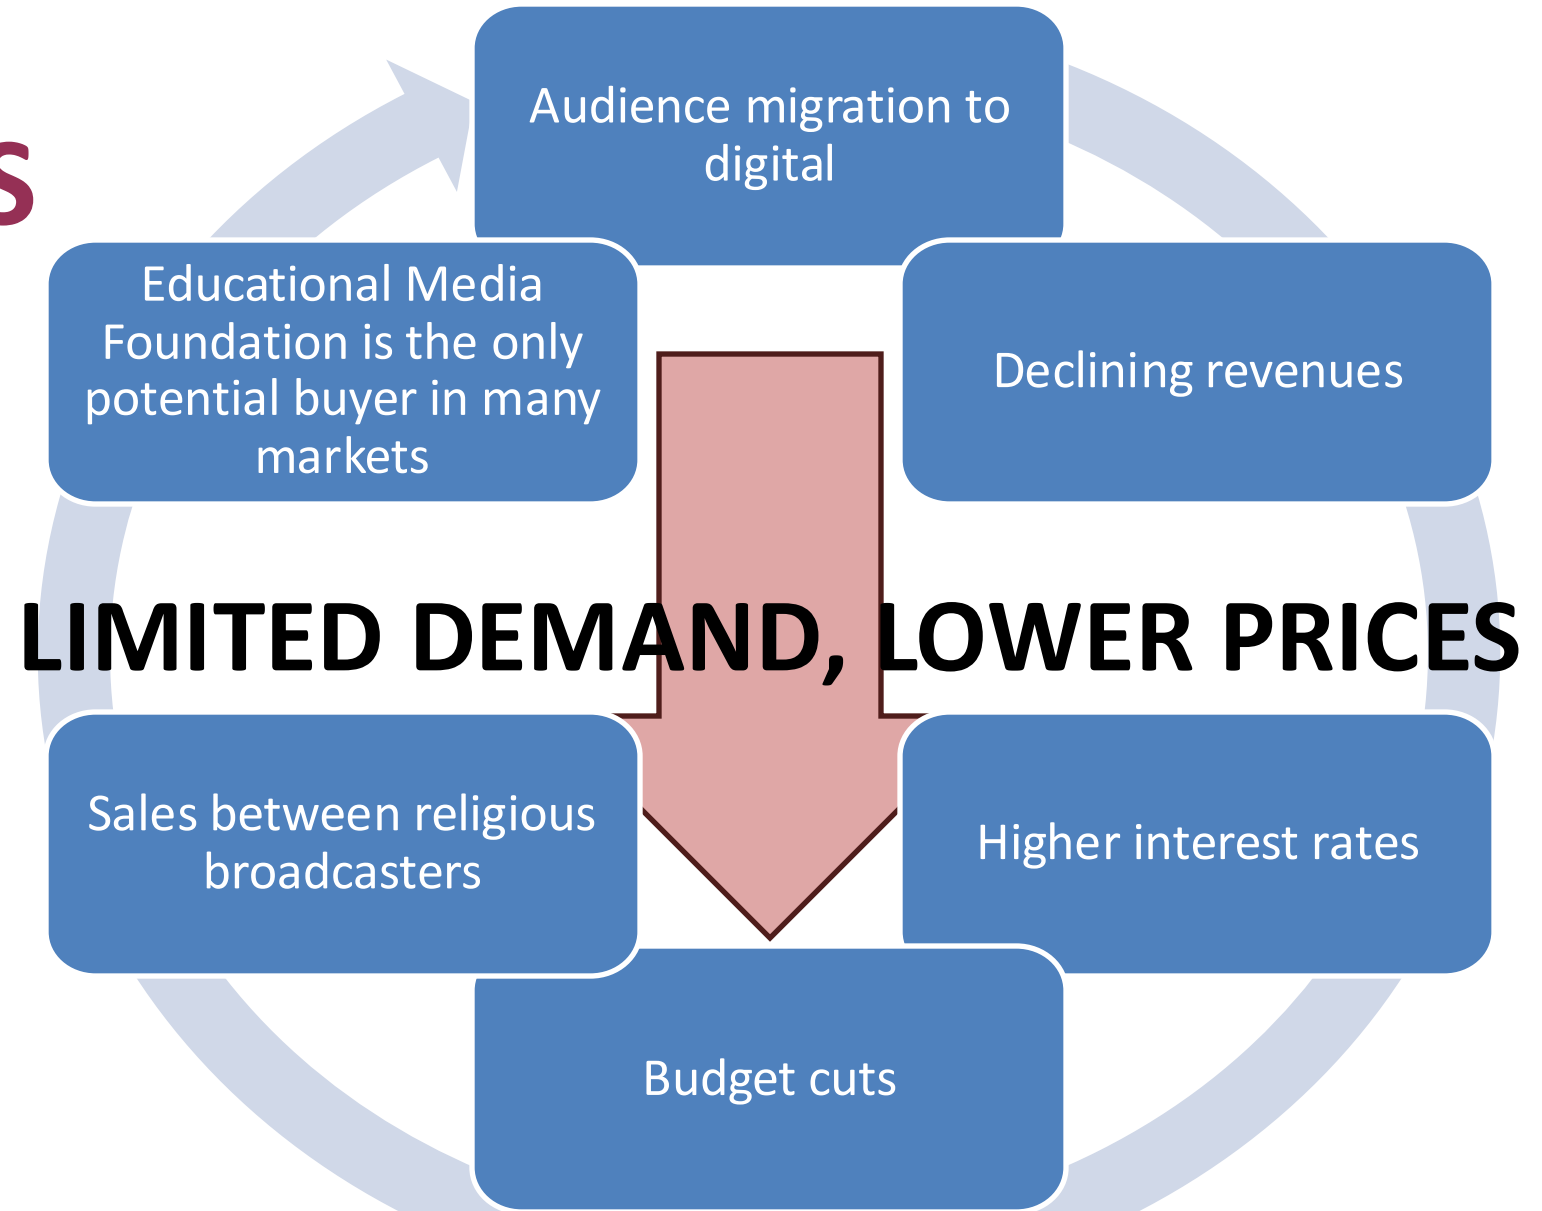 Audience migration to
digital
S
Educational Media
Foundation is the only
potential buyer in many
markets
Declining revenues
LIMITED DEMAND, LOWER PRICES
Sales between religious
broadcasters
Higher interest rates
Budget cuts